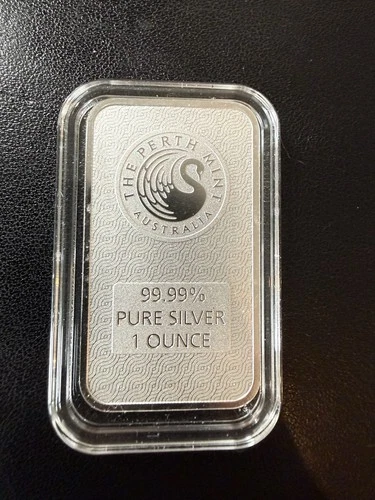 THE PERTH MINT
AUSTRALIA
99.99%
PURE SILVER
1 OUNCE